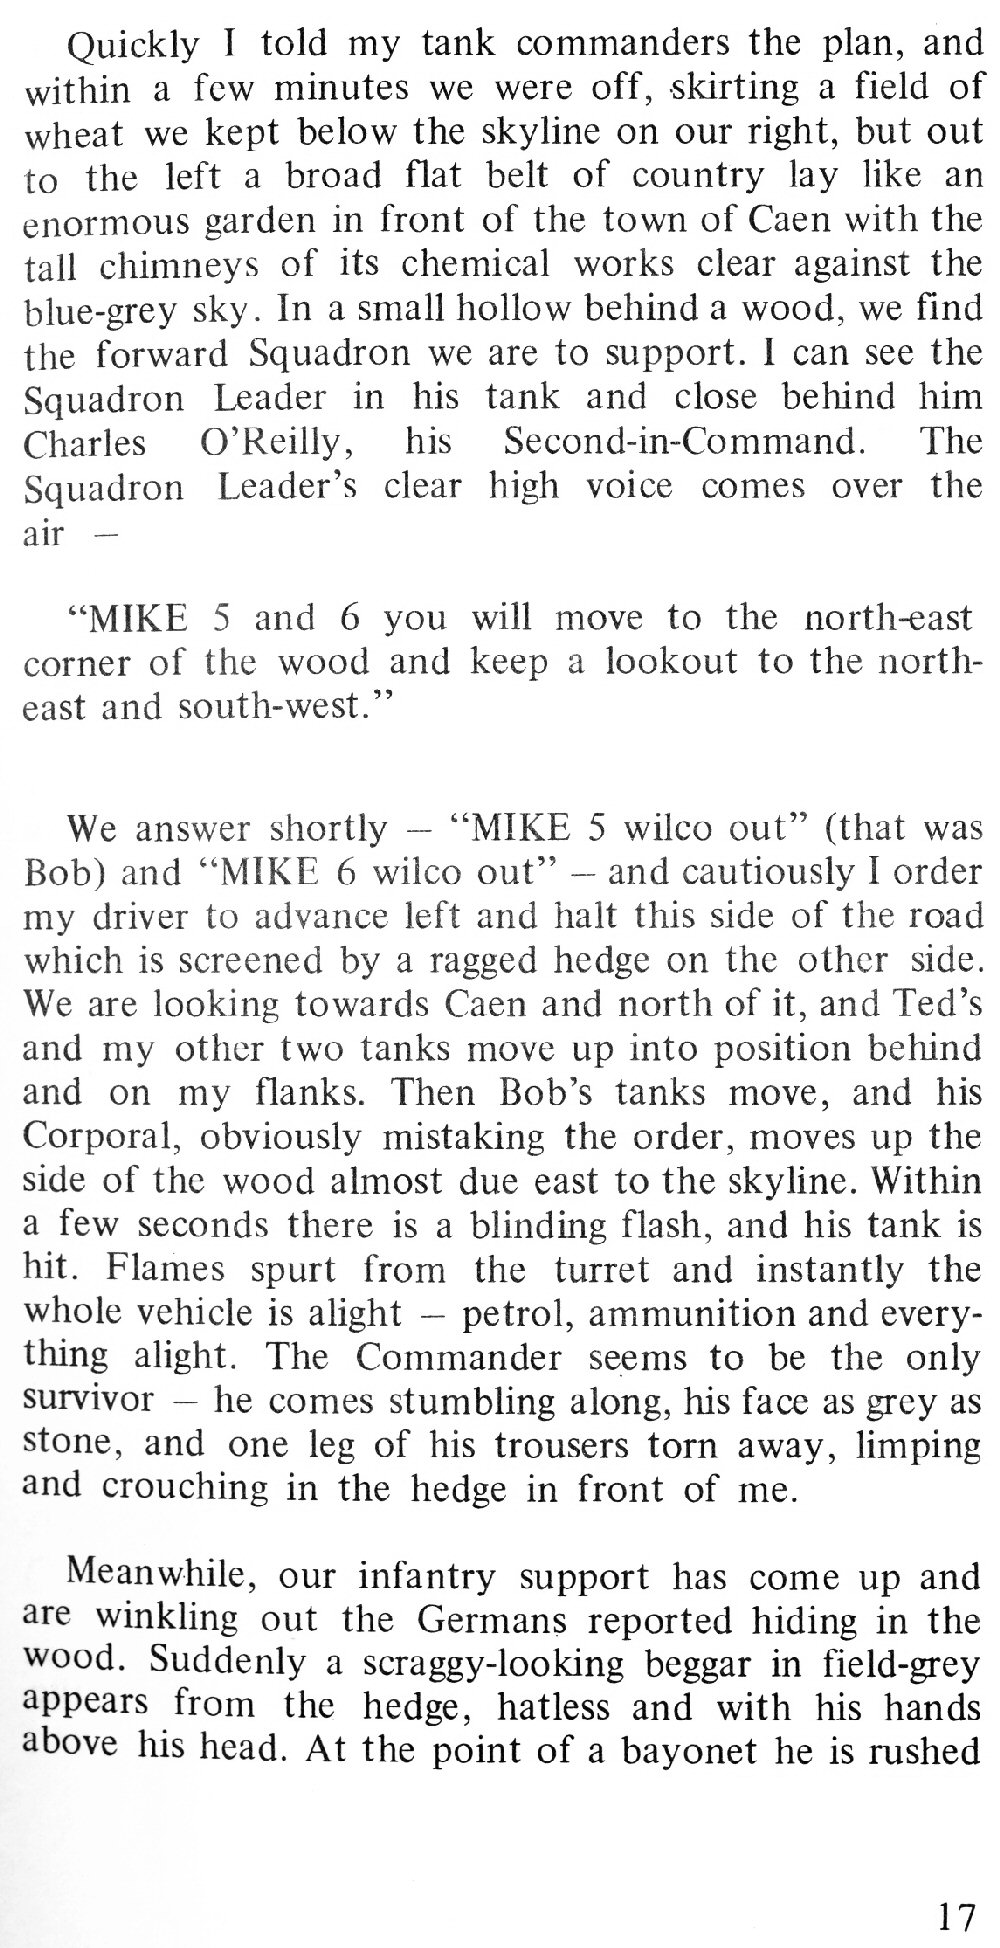 Quickly I told my tank commanders the plan, and
within a few minutes we were off, skirting a field of
wheat we kept below the skyline on our right, but out
to the left a broad flat belt of country lay like an
enormous garden in front of the town of Caen with the
tall chimneys of its chemical works clear against the
blue-grey sky. In a small hollow behind a wood, we find
the forward Squadron we are to support. I can see the
Squadron Leader in his tank and close behind him
Charles O’Reilly, his Second-in-Command. The
Squadron Leader’s clear high voice comes over the
air –
“MIKE 5 and 6 you will move to the north-east
corner of the wood and keep a lookout to the north-
east and south-west.”
We answer shortly – “MIKE 5 wilco out” (that was
Bob) and “MIKE 6 wilco out” – and cautiously I order
my driver to advance left and halt this side of the road
which is screened by a ragged hedge on the other side.
We are looking towards Caen and north of it, and Ted’s
and my other two tanks move up into position behind
and on my flanks. Then Bob’s tanks move, and his
Corporal, obviously mistaking the order, moves up the
side of the wood almost due east to the skyline. Within
a few seconds there is a blinding flash, and his tank is
hit. Flames spurt from the turret and instantly the
whole vehicle is alight – petrol, ammunition and every-
thing alight. The Commander seems to be the only
survivor – he comes stumbling along, his face as grey as
stone, and one leg of his trousers torn away, limping
and crouching in the hedge in front of me.
Meanwhile, our infantry support has come up and
are winkling out the Germans reported hiding in the
wood. Suddenly a scraggy-looking beggar in field-grey
appears from the hedge, hatless and with his hands
above his head. At the point of a bayonet he is rushed
17